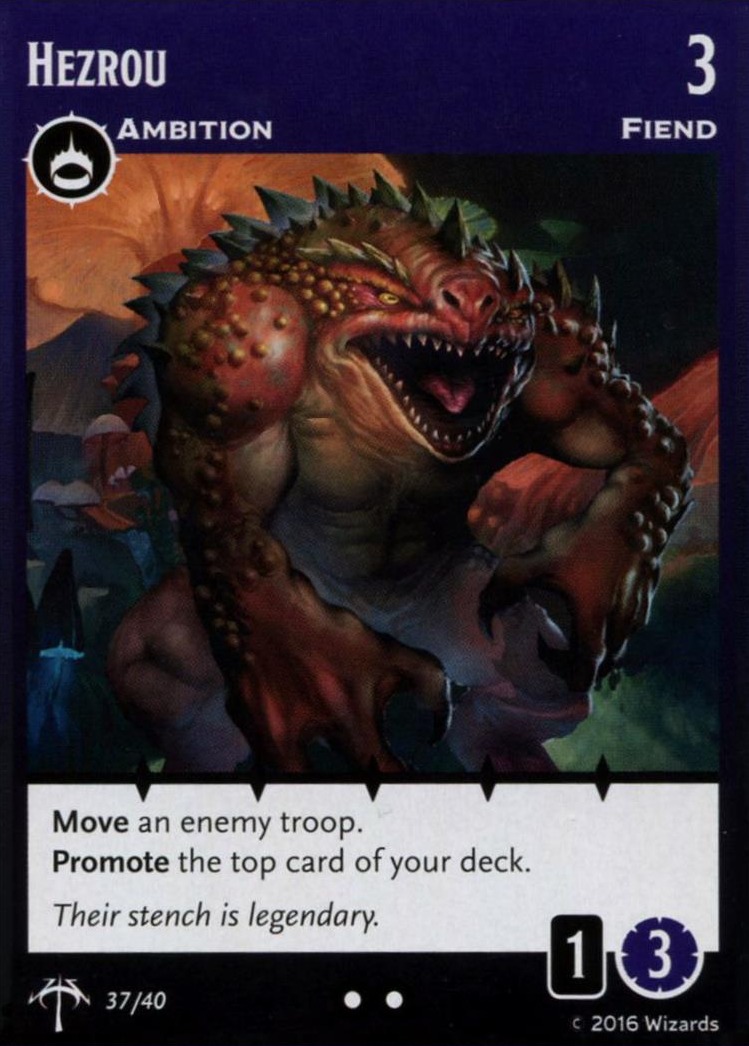 HEZROU 3
AMBITION FIEND
Move an enemy troop.
Promote the top card of your deck.
Their stench is legendary.
1 3
37/40
© 2016 Wizards